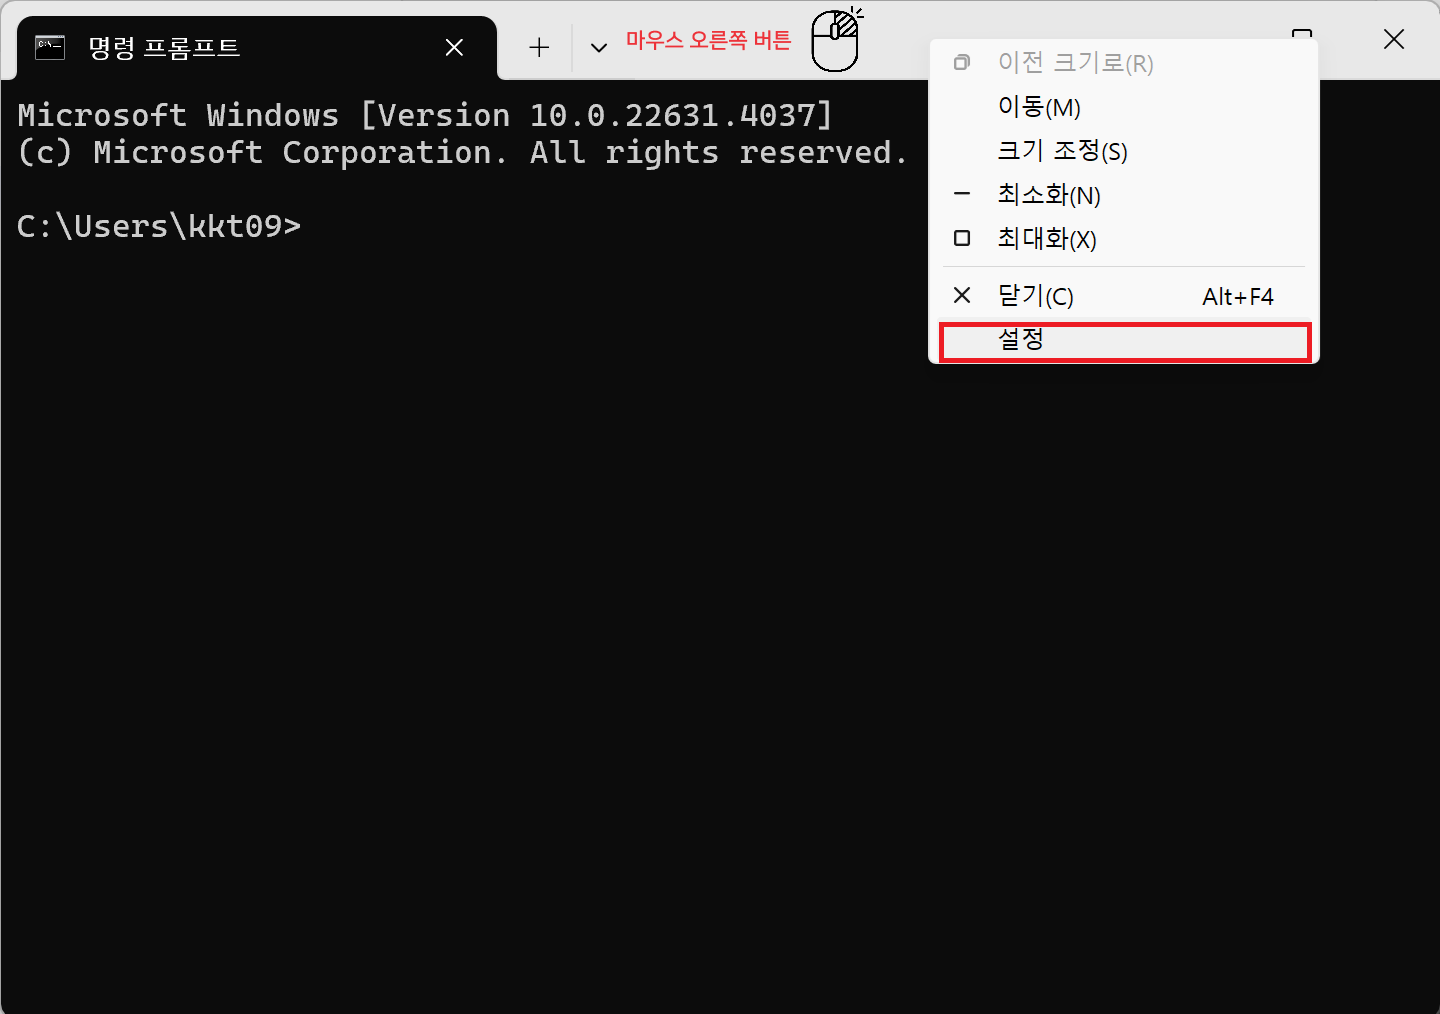 명령 프롬프트
마우스 오른쪽 버튼
Microsoft Windows [Version 10.0.22631.4037]
(c) Microsoft Corporation. All rights reserved.
C:\Users\kkt09>
이전 크기로(R)
이동(M)
크기 조정(S)
최소화(N)
최대화(X)
닫기(C) Alt+F4
설정